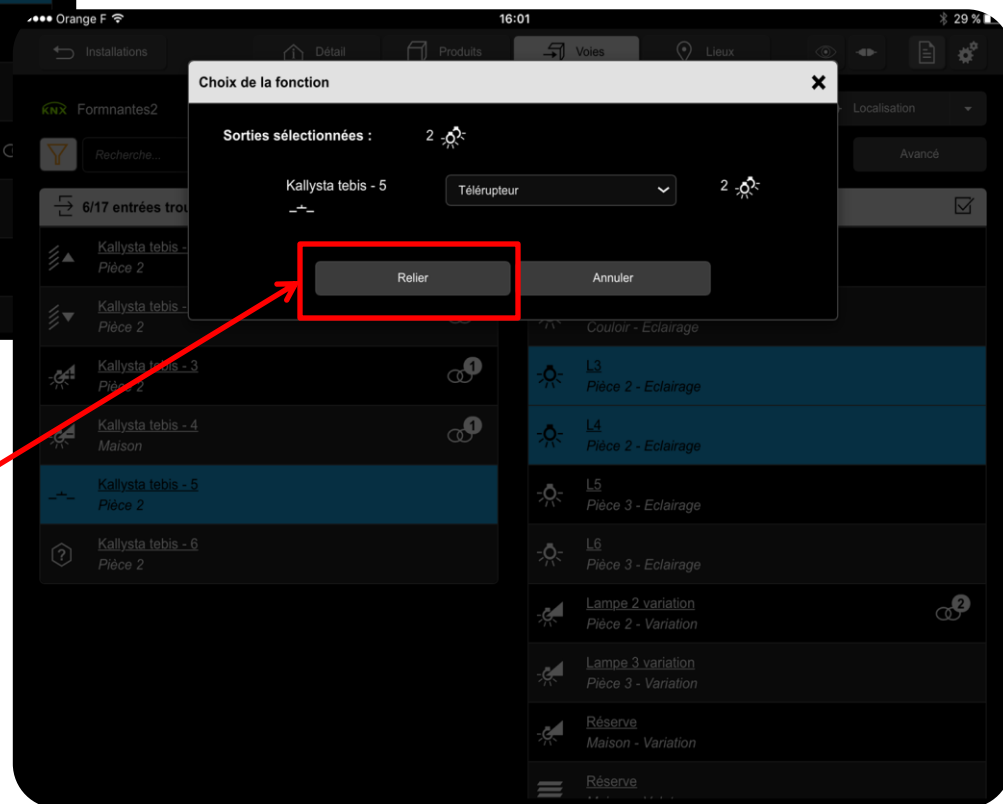 Orange F
16:01
29 %
Installations
Détail
Produits
Voies
Lieux
KNX Formnantes2
Localisation
Recherche...
Avancé
Choix de la fonction
Sorties sélectionnées :
2
Kallysta tebis - 5
Télérupteur
2
Relier
Annuler
6/17 entrées trou
Kallysta tebis -
Pièce 2
Kallysta tebis -
Pièce 2
Kallysta tebis - 3
Pièce 2
1
Kallysta tebis - 4
Maison
1
Kallysta tebis - 5
Pièce 2
Kallysta tebis - 6
Pièce 2
?
Couloir - Eclairage
L3
Pièce 2 - Eclairage
L4
Pièce 2 - Eclairage
L5
Pièce 3 - Eclairage
L6
Pièce 3 - Eclairage
Lampe 2 variation
Pièce 2 - Variation
2
Lampe 3 variation
Pièce 3 - Variation
Réserve
Maison - Variation
Réserve